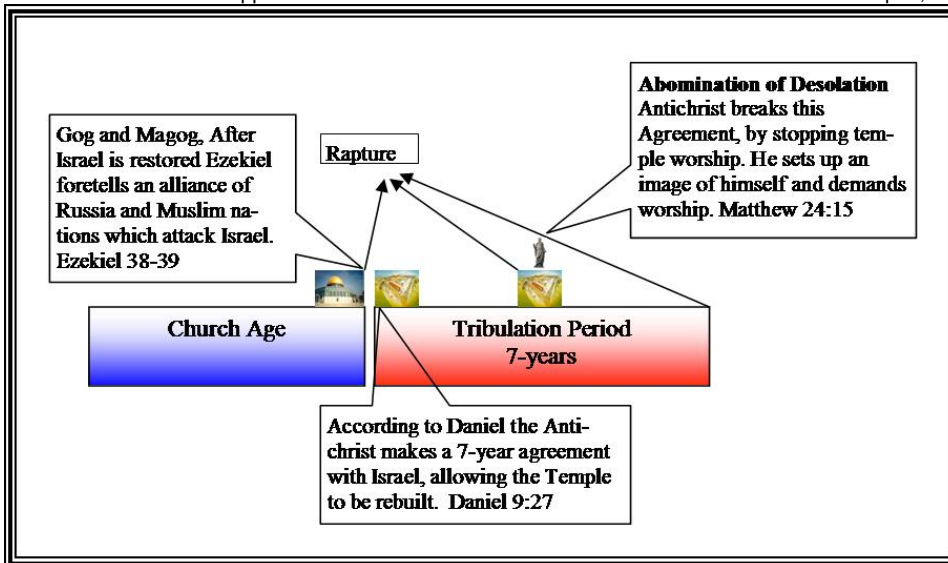 Gog and Magog, After
Israel is restored Ezekiel
foretells an alliance of
Russia and Muslim na-
tions which attack Israel.
Ezekiel 38-39
Rapture
Abomination of Desolation
Antichrist breaks this
Agreement, by stopping tem-
ple worship. He sets up an
image of himself and demands
worship. Matthew 24:15
Church Age
Tribulation Period
7-years
According to Daniel the Anti-
christ makes a 7-year agreement
with Israel, allowing the Temple
to be rebuilt.  Daniel 9:27